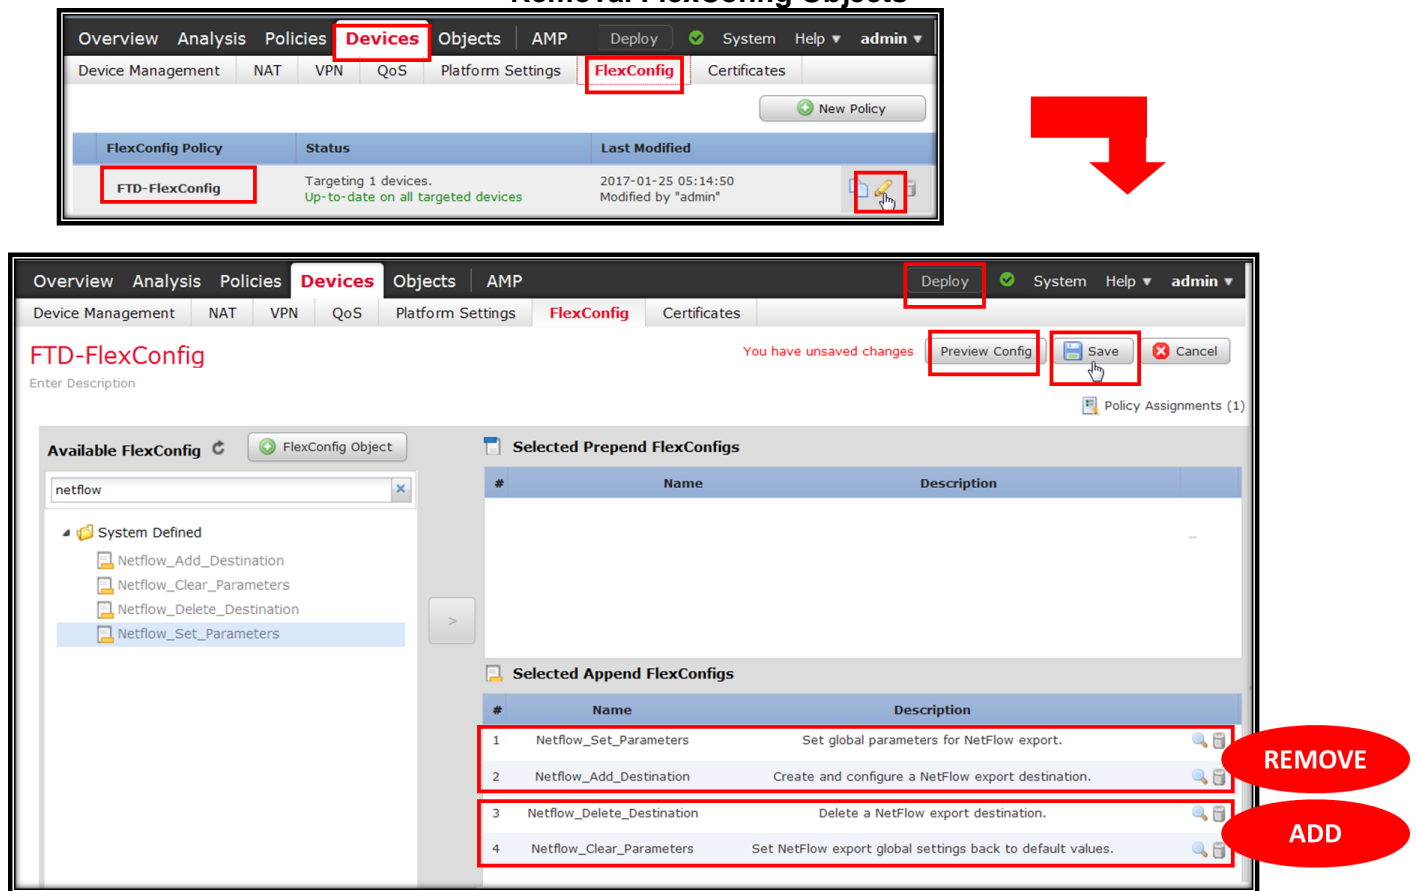 Removal FlexConfig Objects
Overview Analysis Policies Devices Objects AMP Deploy System Help ▾ admin ▾
Device Management NAT VPN QoS Platform Settings FlexConfig Certificates
New Policy
FlexConfig Policy Status Last Modified
FTD-FlexConfig
Targeting 1 devices.
Up-to-date on all targeted devices
2017-01-25 05:14:50
Modified by "admin"
Overview Analysis Policies Devices Objects AMP Deploy System Help ▾ admin ▾
Device Management NAT VPN QoS Platform Settings FlexConfig Certificates
FTD-FlexConfig
Enter Description
You have unsaved changes Preview Config Save Cancel
Policy Assignments (1)
Available FlexConfig FlexConfig Object
netflow
System Defined
Netflow_Add_Destination
Netflow_Clear_Parameters
Netflow_Delete_Destination
Netflow_Set_Parameters
>
Selected Prepend FlexConfigs
# Name Description
Selected Append FlexConfigs
# Name Description
1 Netflow_Set_Parameters Set global parameters for NetFlow export.
2 Netflow_Add_Destination Create and configure a NetFlow export destination.
REMOVE
3 Netflow_Delete_Destination Delete a NetFlow export destination.
4 Netflow_Clear_Parameters Set NetFlow export global settings back to default values.
ADD